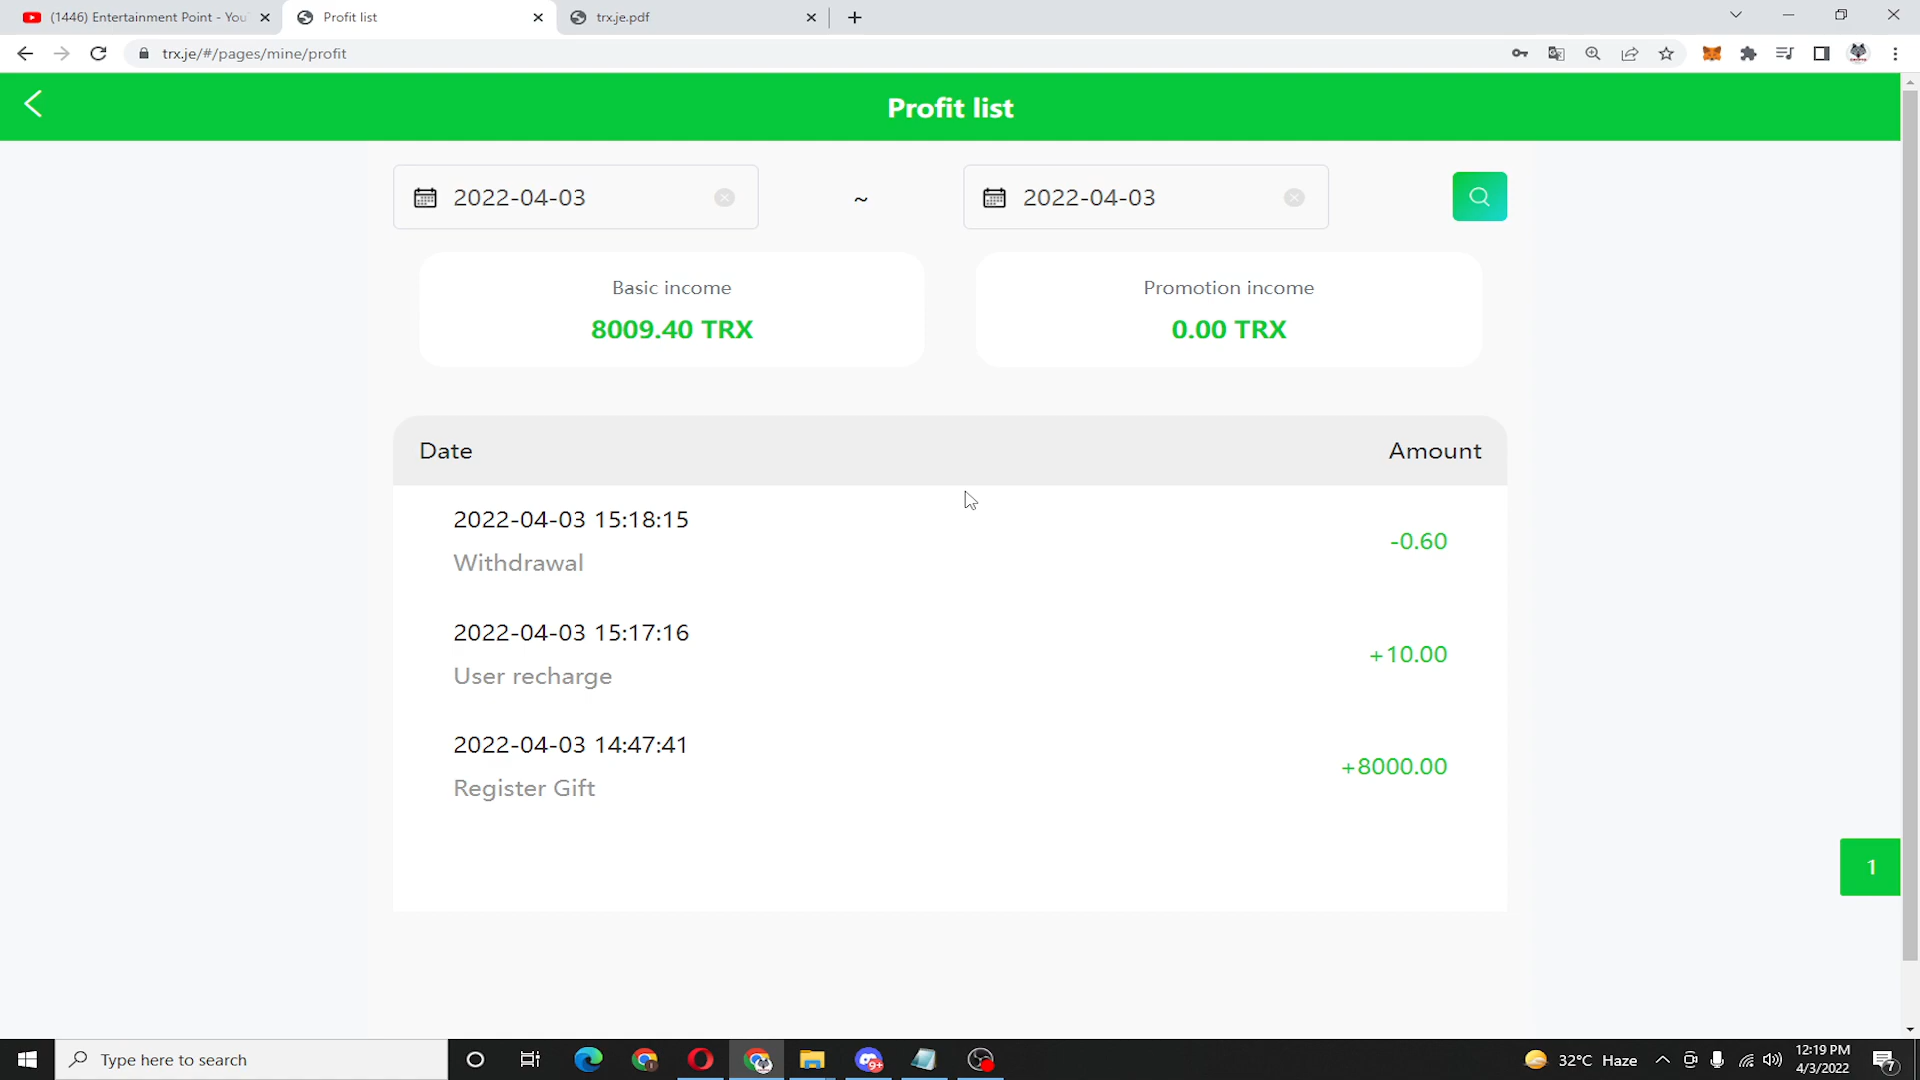 (1446) Entertainment Point - You
Profit list
trx.je.pdf
trx.je/#/pages/mine/profit
Profit list
2022-04-03 ~ 2022-04-03
Basic income
8009.40 TRX
Promotion income
0.00 TRX
Date Amount
2022-04-03 15:18:15
Withdrawal
-0.60
2022-04-03 15:17:16
User recharge
+10.00
2022-04-03 14:47:41
Register Gift
+8000.00
1
Type here to search
9+
32°C Haze
12:19 PM
4/3/2022
7